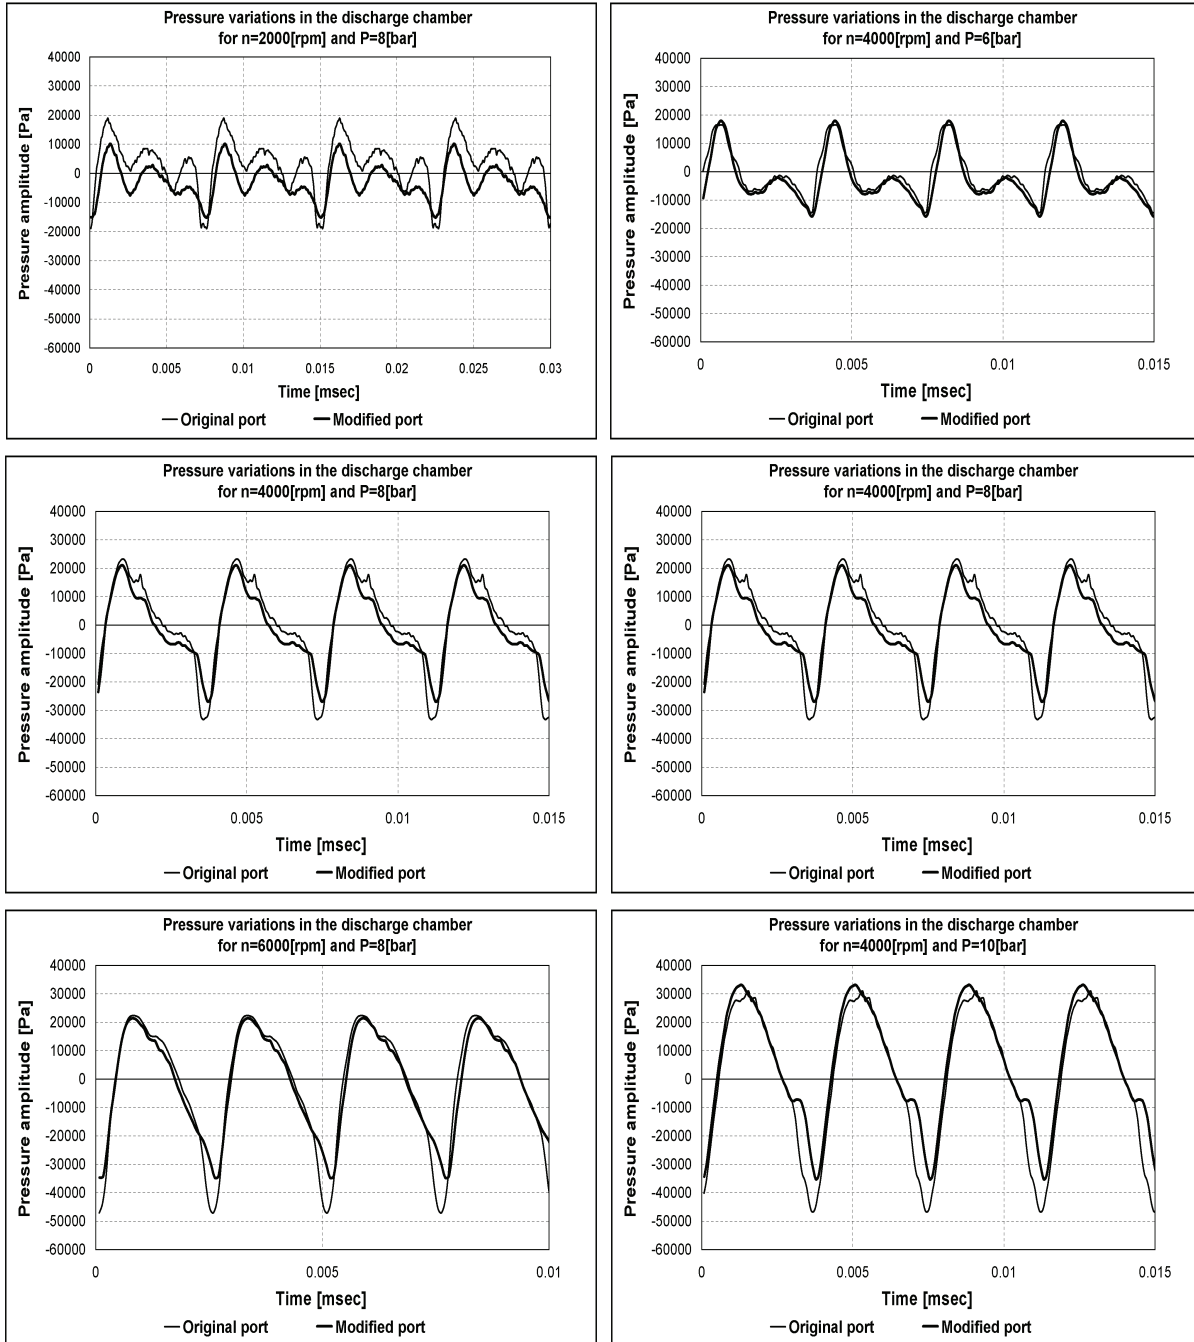 Pressure variations in the discharge chamber
for n=2000[rpm] and P=8[bar]
40000
30000
20000
10000
0
-10000
-20000
-30000
-40000
-50000
-60000
Pressure amplitude [Pa]
0 0.005 0.01 0.015 0.02 0.025 0.03
Time [msec]
Original port Modified port
Pressure variations in the discharge chamber
for n=4000[rpm] and P=6[bar]
40000
30000
20000
10000
0
-10000
-20000
-30000
-40000
-50000
-60000
Pressure amplitude [Pa]
0 0.005 0.01 0.015
Time [msec]
Original port Modified port
Pressure variations in the discharge chamber
for n=4000[rpm] and P=8[bar]
40000
30000
20000
10000
0
-10000
-20000
-30000
-40000
-50000
-60000
Pressure amplitude [Pa]
0 0.005 0.01 0.015
Time [msec]
Original port Modified port
Pressure variations in the discharge chamber
for n=4000[rpm] and P=8[bar]
40000
30000
20000
10000
0
-10000
-20000
-30000
-40000
-50000
-60000
Pressure amplitude [Pa]
0 0.005 0.01 0.015
Time [msec]
Original port Modified port
Pressure variations in the discharge chamber
for n=6000[rpm] and P=8[bar]
40000
30000
20000
10000
0
-10000
-20000
-30000
-40000
-50000
-60000
Pressure amplitude [Pa]
0 0.005 0.01
Time [msec]
Original port Modified port
Pressure variations in the discharge chamber
for n=4000[rpm] and P=10[bar]
40000
30000
20000
10000
0
-10000
-20000
-30000
-40000
-50000
-60000
Pressure amplitude [Pa]
0 0.005 0.01 0.015
Time [msec]
Original port Modified port